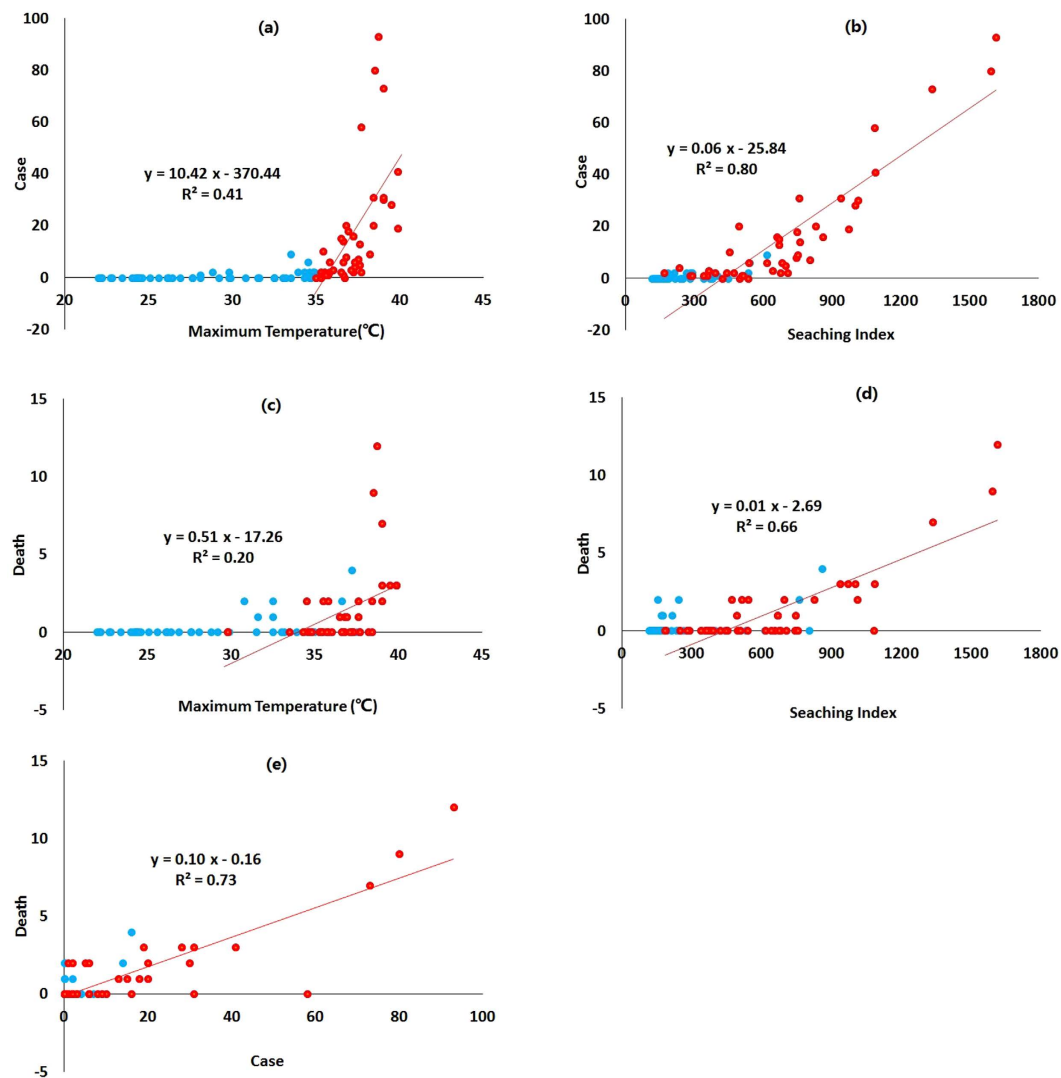 (a)
100
80
60
40
20
0
-20
Case
y = 10.42 x - 370.44
R² = 0.41
20 25 30 35 40 45
Maximum Temperature(℃)
(b)
100
80
60
40
20
0
-20
Case
y = 0.06 x - 25.84
R² = 0.80
0 300 600 900 1200 1500 1800
Seaching Index
(c)
15
10
5
0
-5
Death
y = 0.51 x - 17.26
R² = 0.20
20 25 30 35 40 45
Maximum Temperature (℃)
(d)
15
10
5
0
-5
Death
y = 0.01 x - 2.69
R² = 0.66
0 300 600 900 1200 1500 1800
Seaching Index
(e)
15
10
5
0
-5
Death
y = 0.10 x - 0.16
R² = 0.73
0 20 40 60 80 100
Case